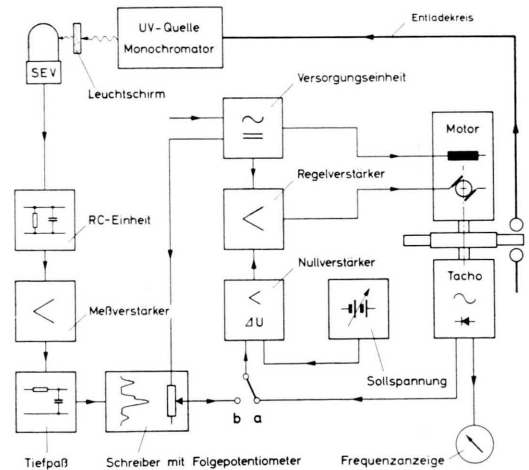 UV-Quelle
Monochromator
Entladekreis
SEV
Leuchtschirm
Versorgungseinheit
Motor
Regelverstärker
RC-Einheit
Nullverstärker
Tacho
Meßverstärker
ΔU
Sollspannung
b a
Tiefpaß
Schreiber mit Folgepotentiometer
Frequenzanzeige